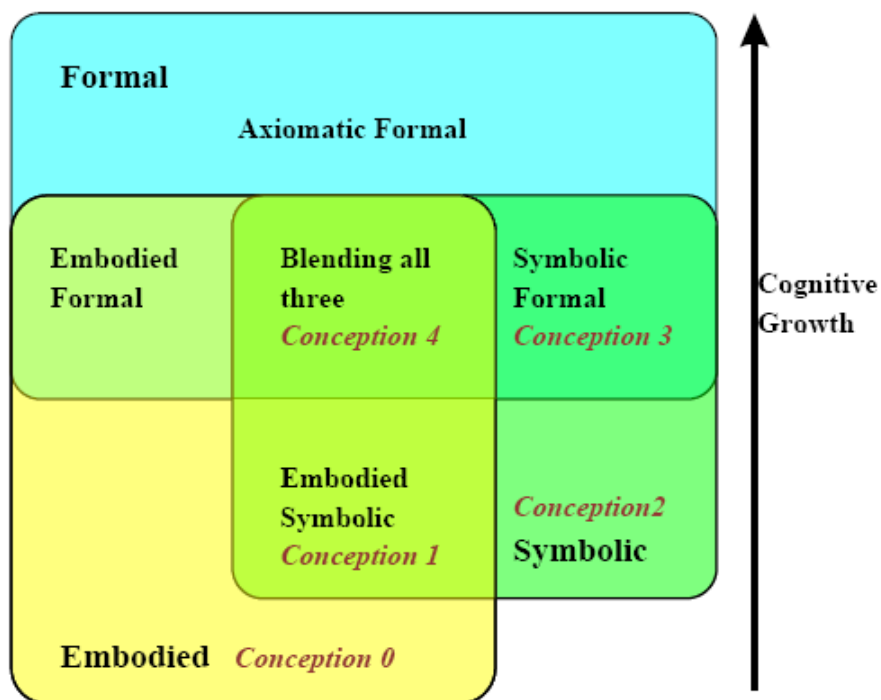 Formal
Axiomatic Formal
Embodied
Formal
Blending all
three
Conception 4
Symbolic
Formal
Conception 3
Cognitive
Growth
Embodied
Symbolic
Conception 1
Conception2
Symbolic
Embodied Conception 0